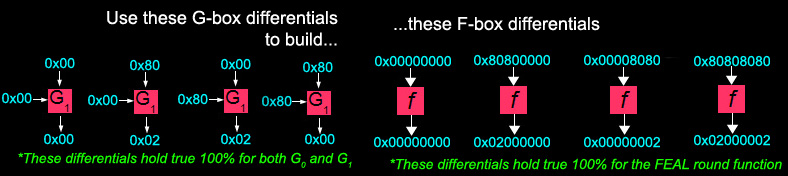 Use these G-box differentials
to build...
0x00 0x80 0x00 0x80
0x00 G1 0x00 G1 0x80 G1 0x80 G1
0x00 0x02 0x02 0x00
*These differentials hold true 100% for both G0 and G1
...these F-box differentials
0x00000000 0x80800000 0x00008080 0x80808080
f f f f
0x00000000 0x02000000 0x00000002 0x02000002
*These differentials hold true 100% for the FEAL round function